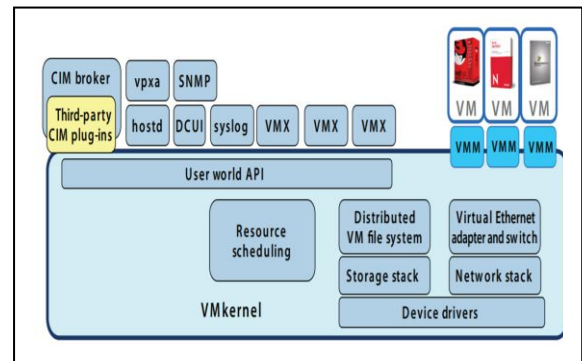 CIM broker
Third-party
CIM plug-ins
vpxa
SNMP
hostd
DCUI
syslog
VMX
VMX
VMX
N
VM
VM
VM
VMM
VMM
VMM
User world API
Resource
scheduling
Distributed
VM file system
Virtual Ethernet
adapter and switch
Storage stack
Network stack
VMkernel
Device drivers